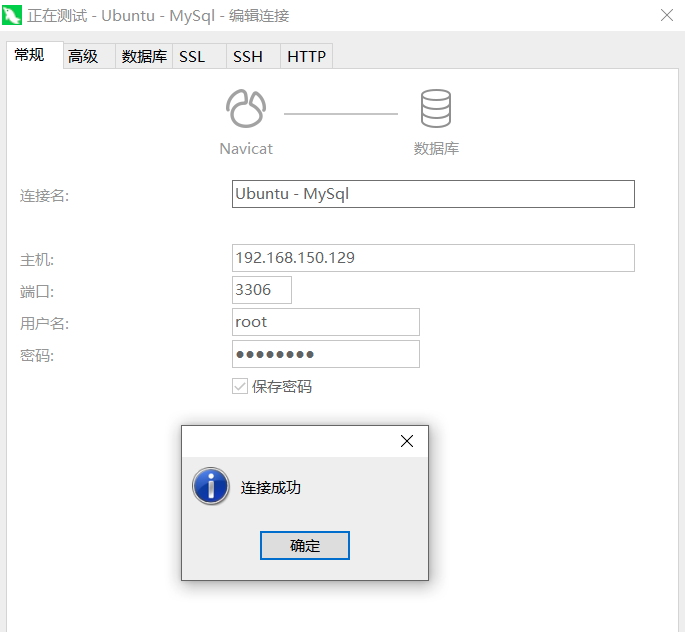 正在测试 - Ubuntu - MySql - 编辑连接
常规 高级 数据库 SSL SSH HTTP
Navicat 数据库
连接名: Ubuntu - MySql
主机: 192.168.150.129
端口: 3306
用户名: root
密码: ●●●●●●●●
保存密码
连接成功
确定